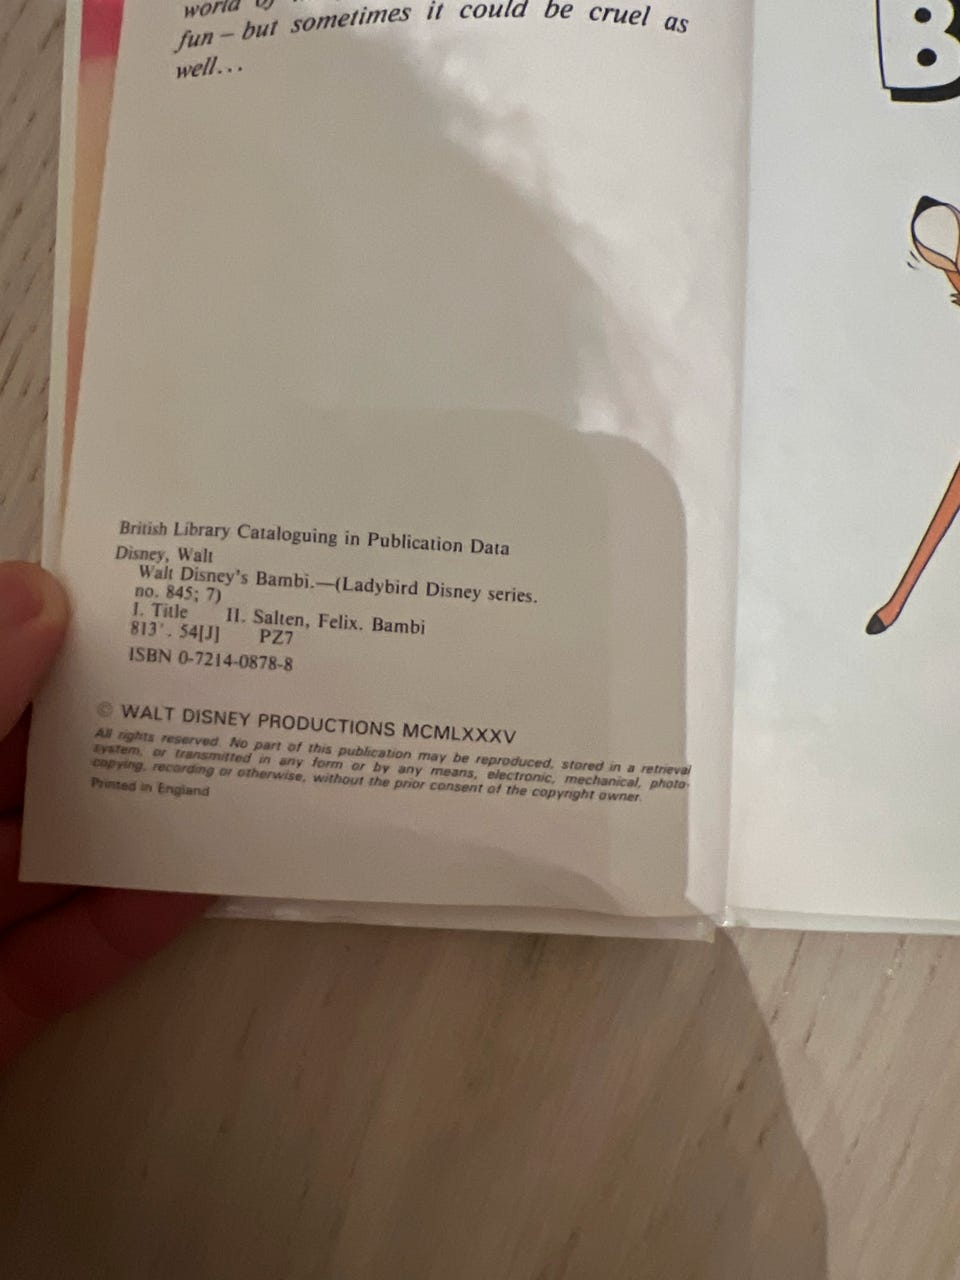 world of
fun – but sometimes it could be cruel as
well...
British Library Cataloguing in Publication Data
Disney, Walt
Walt Disney's Bambi.—(Ladybird Disney series.
no. 845; 7)
I. Title II. Salten, Felix. Bambi
813'. 54[J] PZ7
ISBN 0-7214-0878-8
© WALT DISNEY PRODUCTIONS MCMLXXXV
All rights reserved. No part of this publication may be reproduced, stored in a retrieval
system, or transmitted in any form or by any means, electronic, mechanical, photo-
copying, recording or otherwise, without the prior consent of the copyright owner.
Printed in England
B